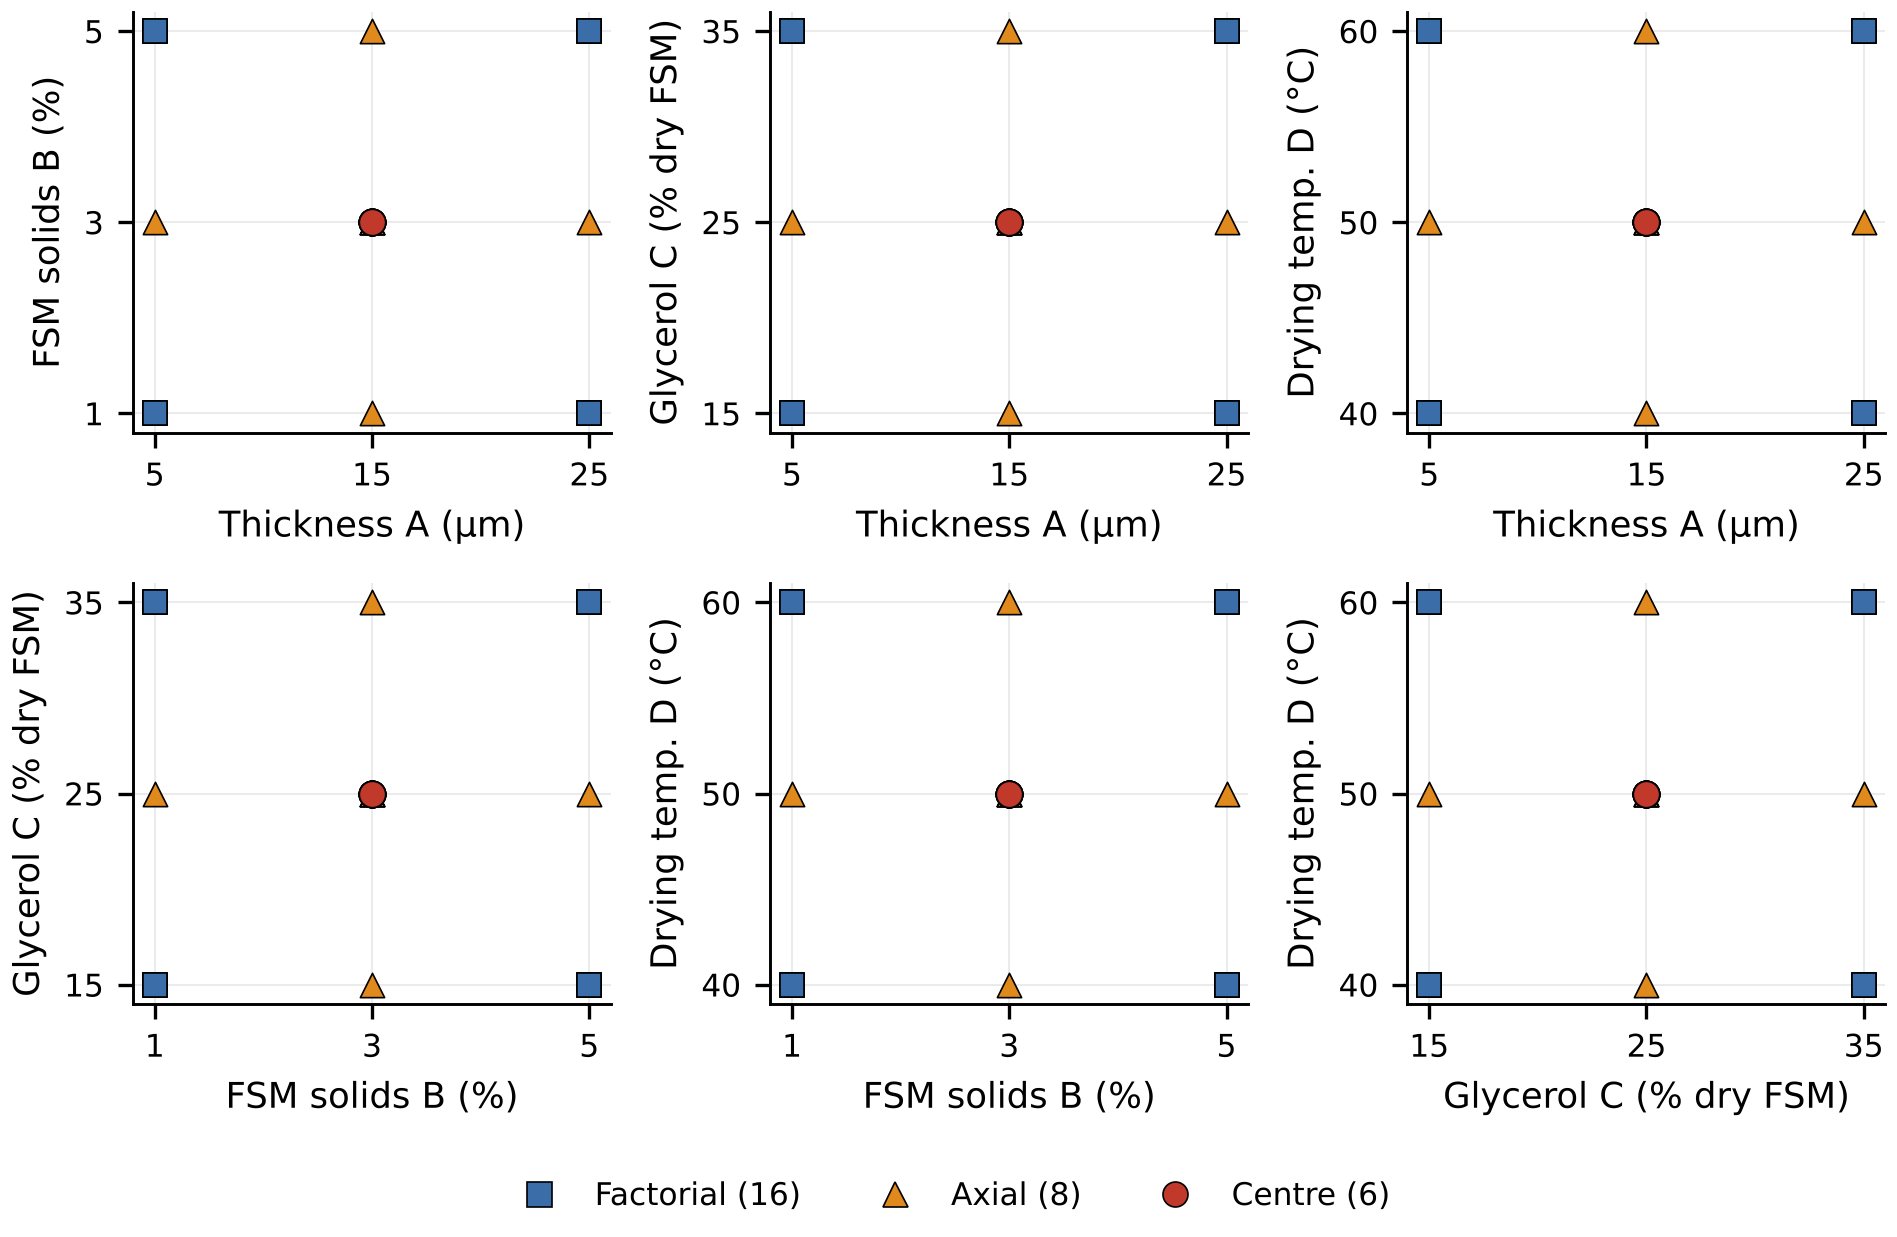 FSM solids B (%)
5
3
1
5 15 25
Thickness A (µm)
Glycerol C (% dry FSM)
35
25
15
5 15 25
Thickness A (µm)
Drying temp. D (°C)
60
50
40
5 15 25
Thickness A (µm)
Glycerol C (% dry FSM)
35
25
15
1 3 5
FSM solids B (%)
Drying temp. D (°C)
60
50
40
1 3 5
FSM solids B (%)
Drying temp. D (°C)
60
50
40
15 25 35
Glycerol C (% dry FSM)
Factorial (16) Axial (8) Centre (6)